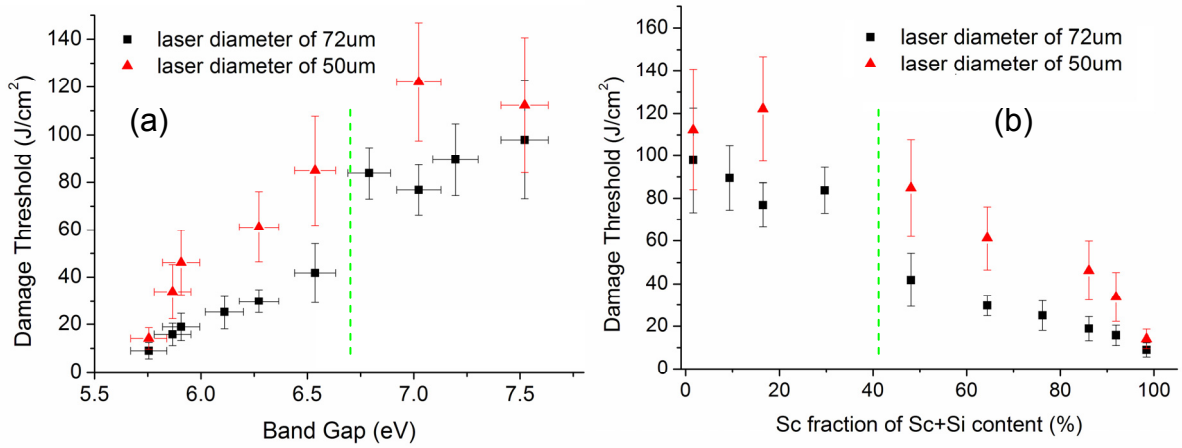 140
120
100
80
60
40
20
0
Damage Threshold (J/cm²)
laser diameter of 72um
laser diameter of 50um
(a)
5.5 6.0 6.5 7.0 7.5
Band Gap (eV)
160
140
120
100
80
60
40
20
0
Damage Threshold (J/cm²)
laser diameter of 72um
laser diameter of 50um
(b)
0 20 40 60 80 100
Sc fraction of Sc+Si content (%)